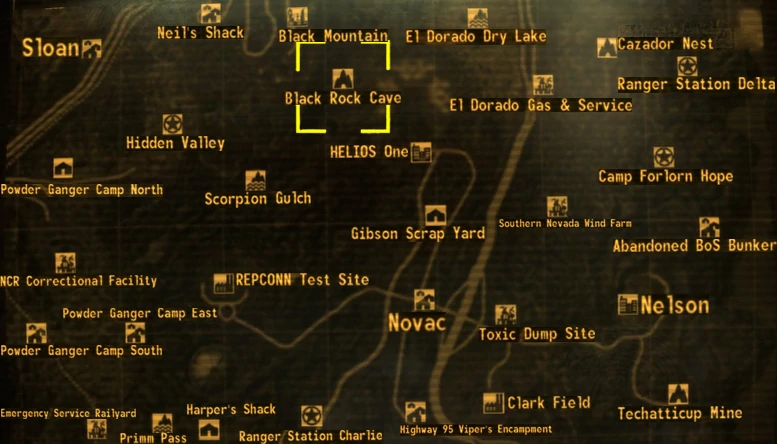 Neil's Shack
Black Mountain
El Dorado Dry Lake
Sloan
Cazador Nest
Ranger Station Delta
Black Rock Cave
El Dorado Gas & Service
Hidden Valley
HELIOS One
Powder Ganger Camp North
Scorpion Gulch
Camp Forlorn Hope
Southern Nevada Wind Farm
Gibson Scrap Yard
Abandoned BoS Bunker
NCR Correctional Facility
REPCONN Test Site
Powder Ganger Camp East
Nelson
Novac
Toxic Dump Site
Powder Ganger Camp South
Clark Field
Emergency Service Railyard
Harper's Shack
Techatticup Mine
Primm Pass
Ranger Station Charlie
Highway 95 Viper's Encampment